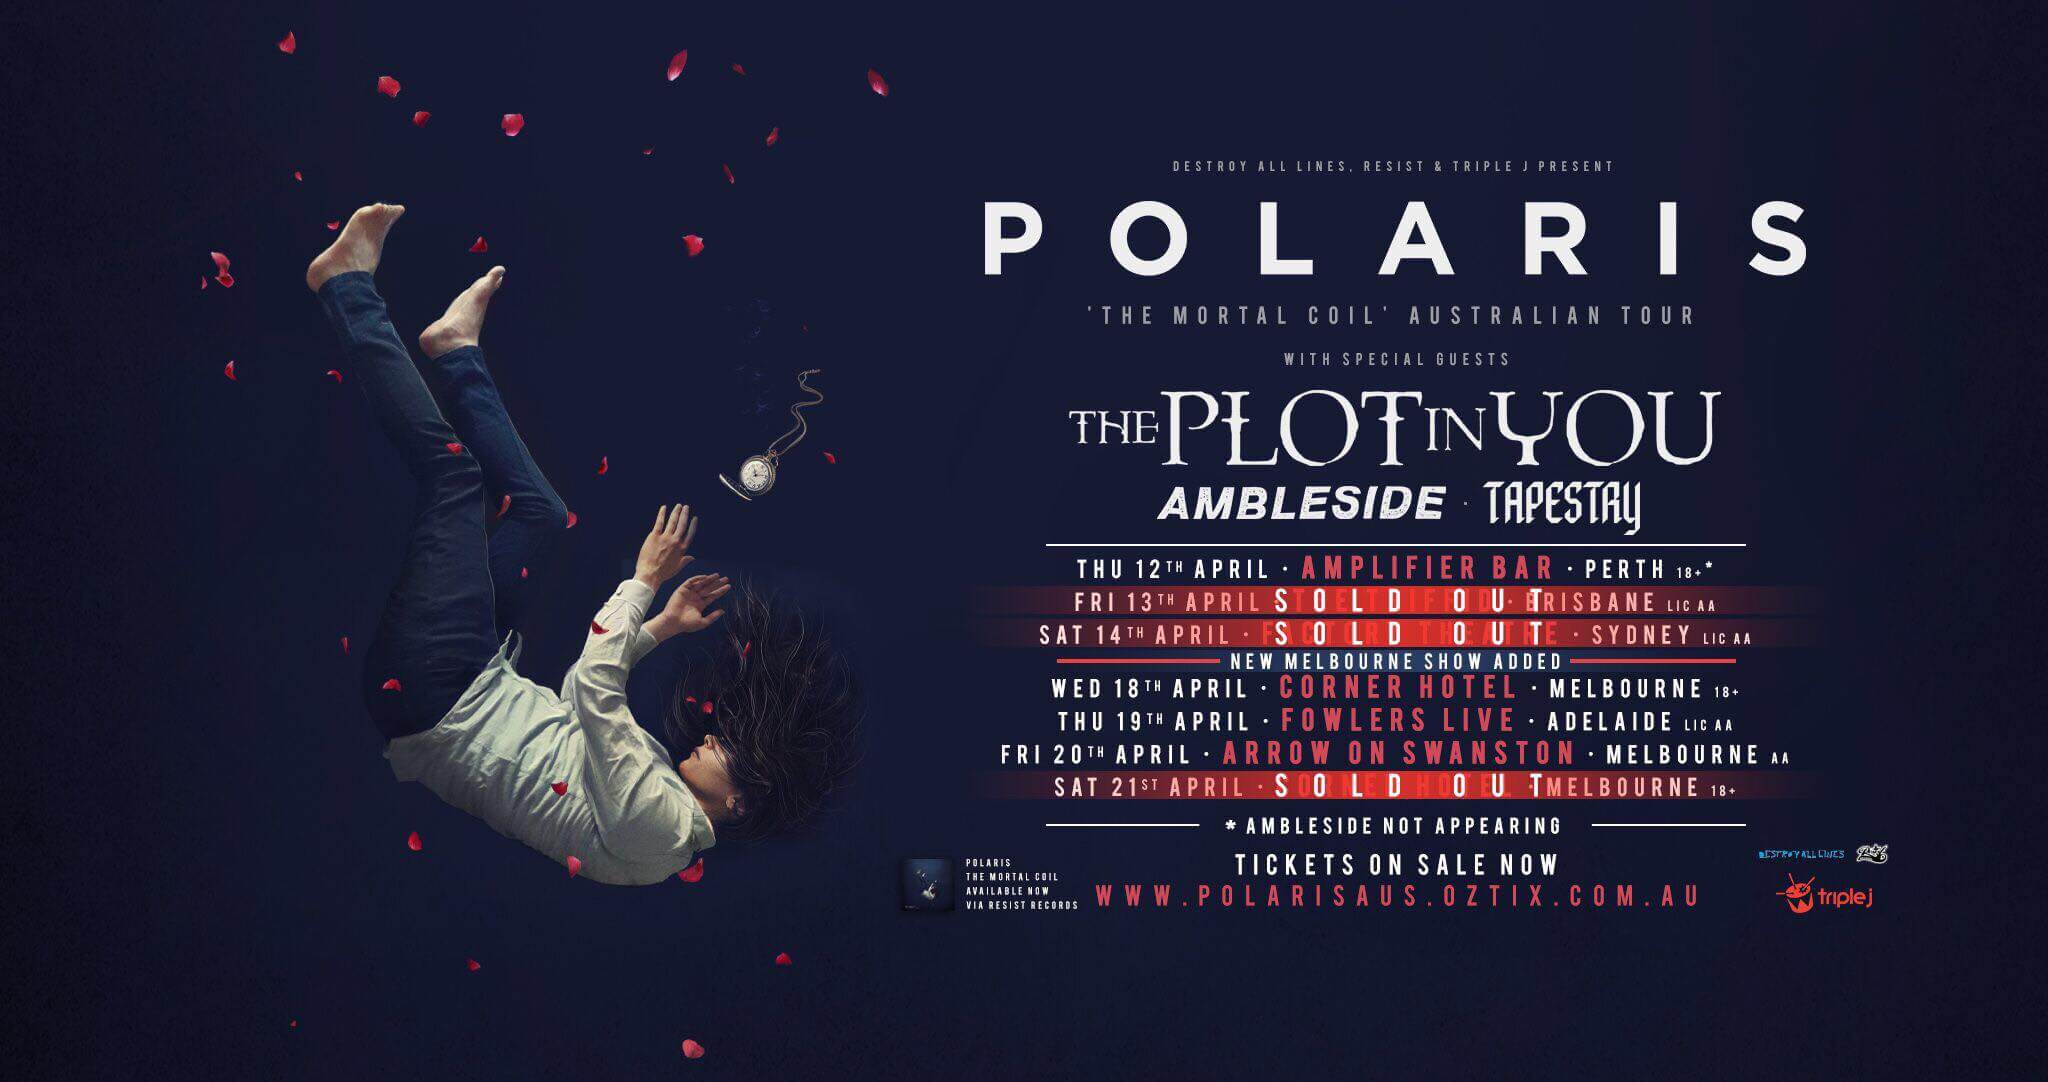 DESTROY ALL LINES, RESIST & TRIPLE J PRESENT
POLARIS
'THE MORTAL COIL' AUSTRALIAN TOUR
WITH SPECIAL GUESTS
THE PLOT IN YOU
AMBLESIDE · TAPESTRY
THU 12TH APRIL · AMPLIFIER BAR · PERTH 18+*
FRI 13TH APRIL SOLD OUT BRISBANE LIC AA
SAT 14TH APRIL · FACTORY THEATRE SOLD OUT · SYDNEY LIC AA
NEW MELBOURNE SHOW ADDED
WED 18TH APRIL · CORNER HOTEL · MELBOURNE 18+
THU 19TH APRIL · FOWLERS LIVE · ADELAIDE LIC AA
FRI 20TH APRIL · ARROW ON SWANSTON · MELBOURNE AA
SAT 21ST APRIL · CORNER HOTEL SOLD OUT · MELBOURNE 18+
* AMBLESIDE NOT APPEARING
TICKETS ON SALE NOW
WWW.POLARISAUS.OZTIX.COM.AU
POLARIS
THE MORTAL COIL
AVAILABLE NOW
VIA RESIST RECORDS
DESTROY ALL LINES
triple j